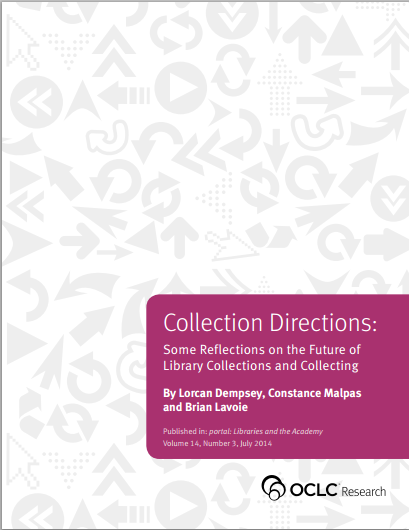 Collection Directions:
Some Reflections on the Future of
Library Collections and Collecting
By Lorcan Dempsey, Constance Malpas
and Brian Lavoie
Published in: portal: Libraries and the Academy
Volume 14, Number 3, July 2014
OCLC® Research